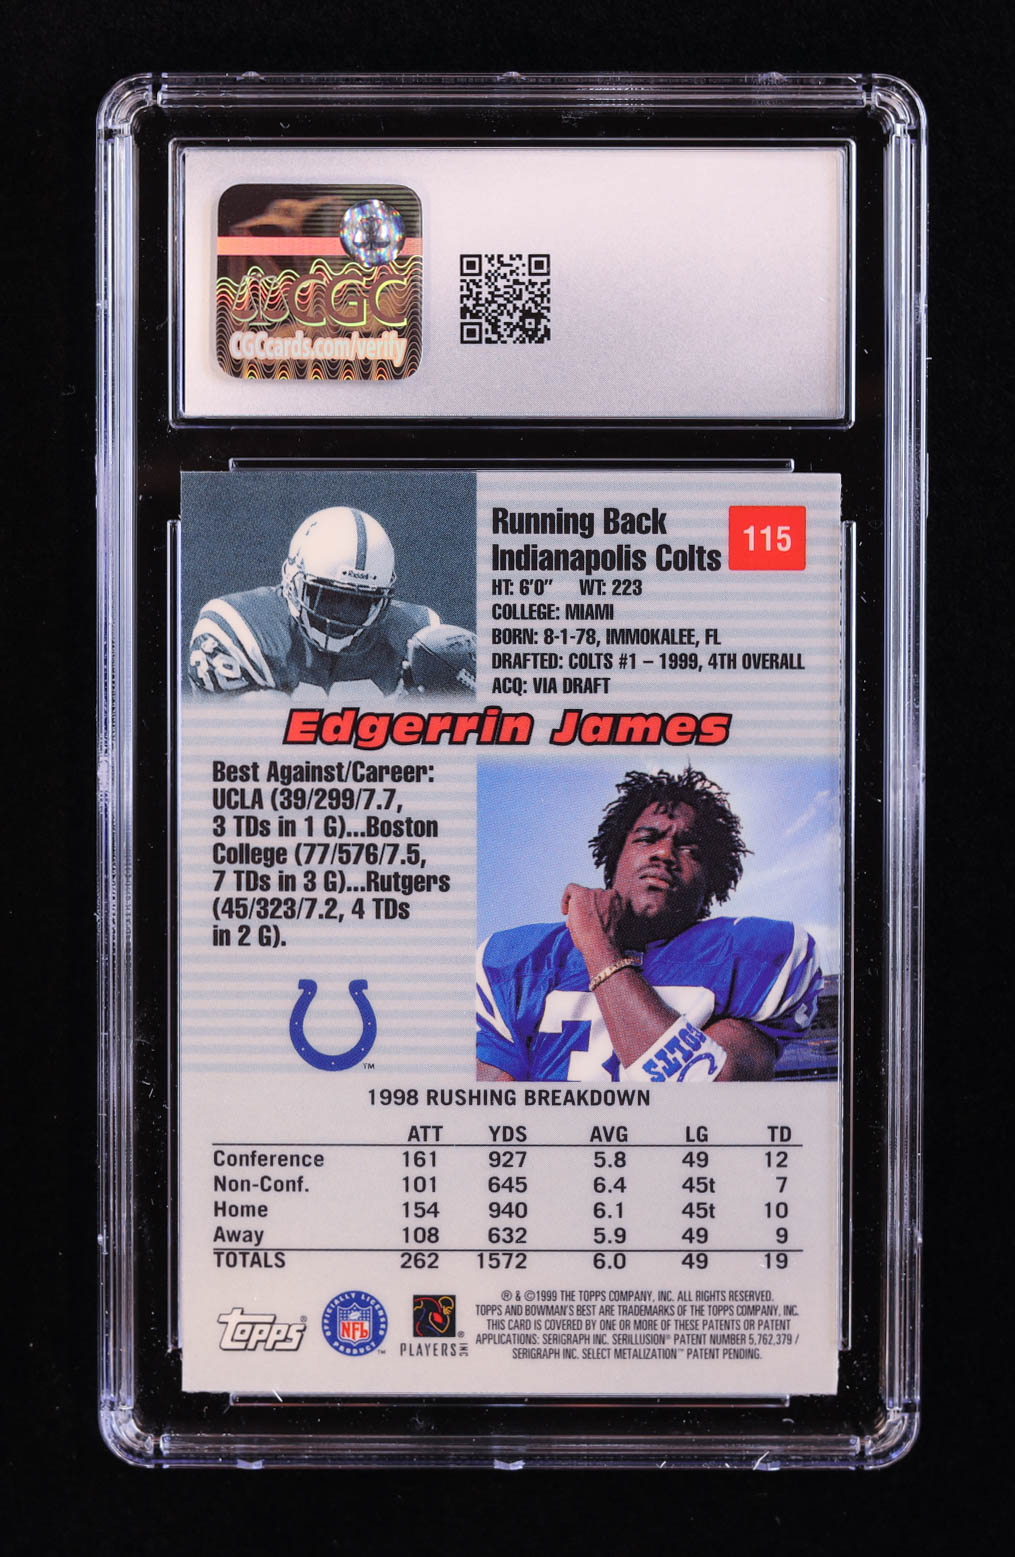 CGC
CGCcards.com/verify
Running Back
Indianapolis Colts
115
HT: 6'0" WT: 223
COLLEGE: MIAMI
BORN: 8-1-78, IMMOKALEE, FL
DRAFTED: COLTS #1 – 1999, 4TH OVERALL
ACQ: VIA DRAFT
Riddell
Edgerrin James
Best Against/Career:
UCLA (39/299/7.7,
3 TDs in 1 G)...Boston
College (77/576/7.5,
7 TDs in 3 G)...Rutgers
(45/323/7.2, 4 TDs
in 2 G).
TM
COLTS
1998 RUSHING BREAKDOWN
ATT YDS AVG LG TD
Conference 161 927 5.8 49 12
Non-Conf. 101 645 6.4 45t 7
Home 154 940 6.1 45t 10
Away 108 632 5.9 49 9
TOTALS 262 1572 6.0 49 19
® & ©1999 THE TOPPS COMPANY, INC. ALL RIGHTS RESERVED.
TOPPS AND BOWMAN'S BEST ARE TRADEMARKS OF THE TOPPS COMPANY, INC.
THIS CARD IS COVERED BY ONE OR MORE OF THESE PATENTS OR PATENT
APPLICATIONS: SERIGRAPH INC. SERILLUSION® PATENT NUMBER 5,762,379 /
SERIGRAPH INC. SELECT METALIZATION™ PATENT PENDING.
topps®
OFFICIALLY LICENSED PRODUCT
NFL
TM
PLAYERS INC
®